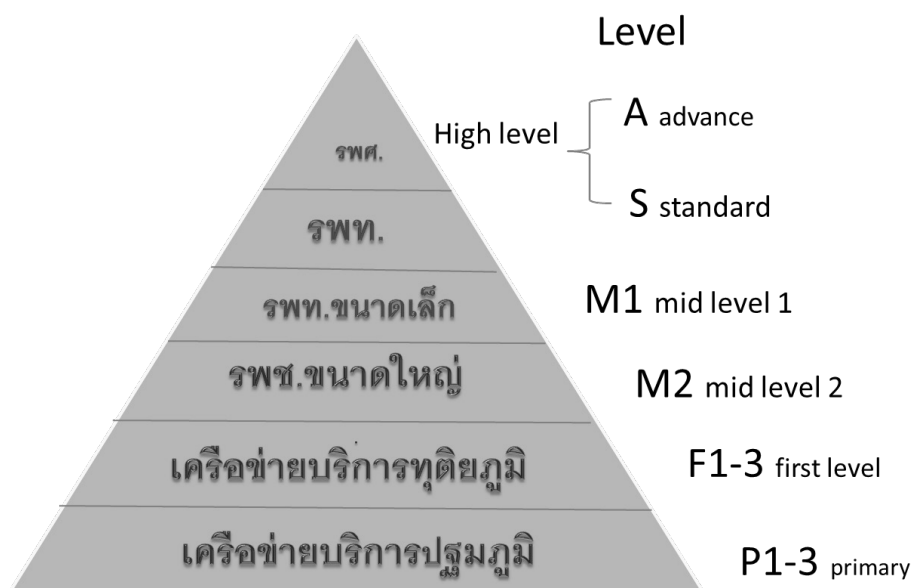 Level
A advance
High level
รพศ.
S standard
รพท.
รพท.ขนาดเล็ก
M1 mid level 1
รพช.ขนาดใหญ่
M2 mid level 2
เครือข่ายบริการทุติยภูมิ
F1-3 first level
เครือข่ายบริการปฐมภูมิ
P1-3 primary